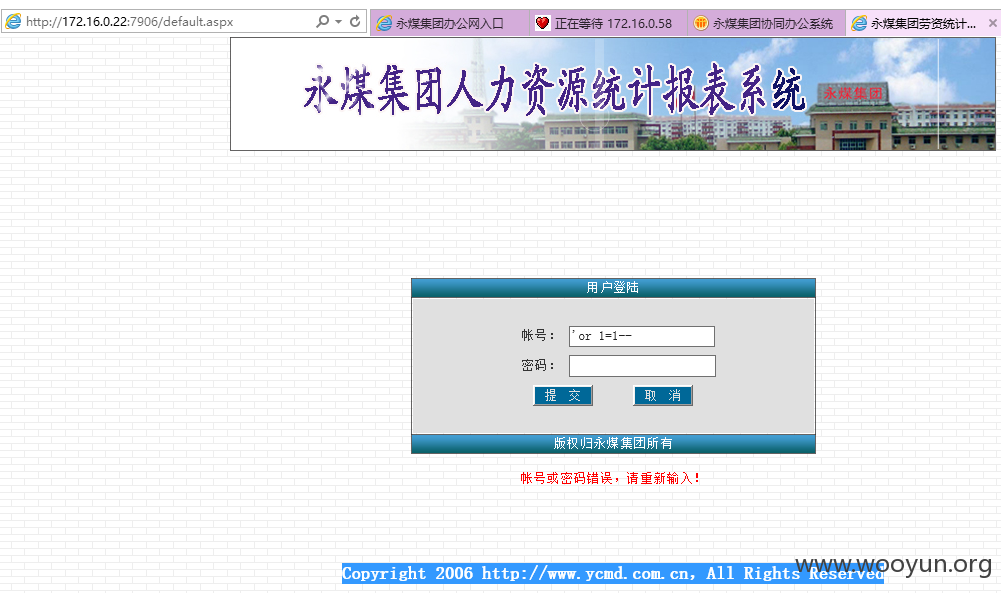 http://172.16.0.22:7906/default.aspx
永煤集团办公网入口
正在等待 172.16.0.58
永煤集团协同办公系统
永煤集团劳资统计...
永煤集团人力资源统计报表系统
永煤集团
用户登陆
帐号： 'or 1=1--
密码：
提 交 取 消
版权归永煤集团所有
帐号或密码错误，请重新输入！
www.wooyun.org
Copyright 2006 http://www.ycmd.com.cn, All Rights Reserved